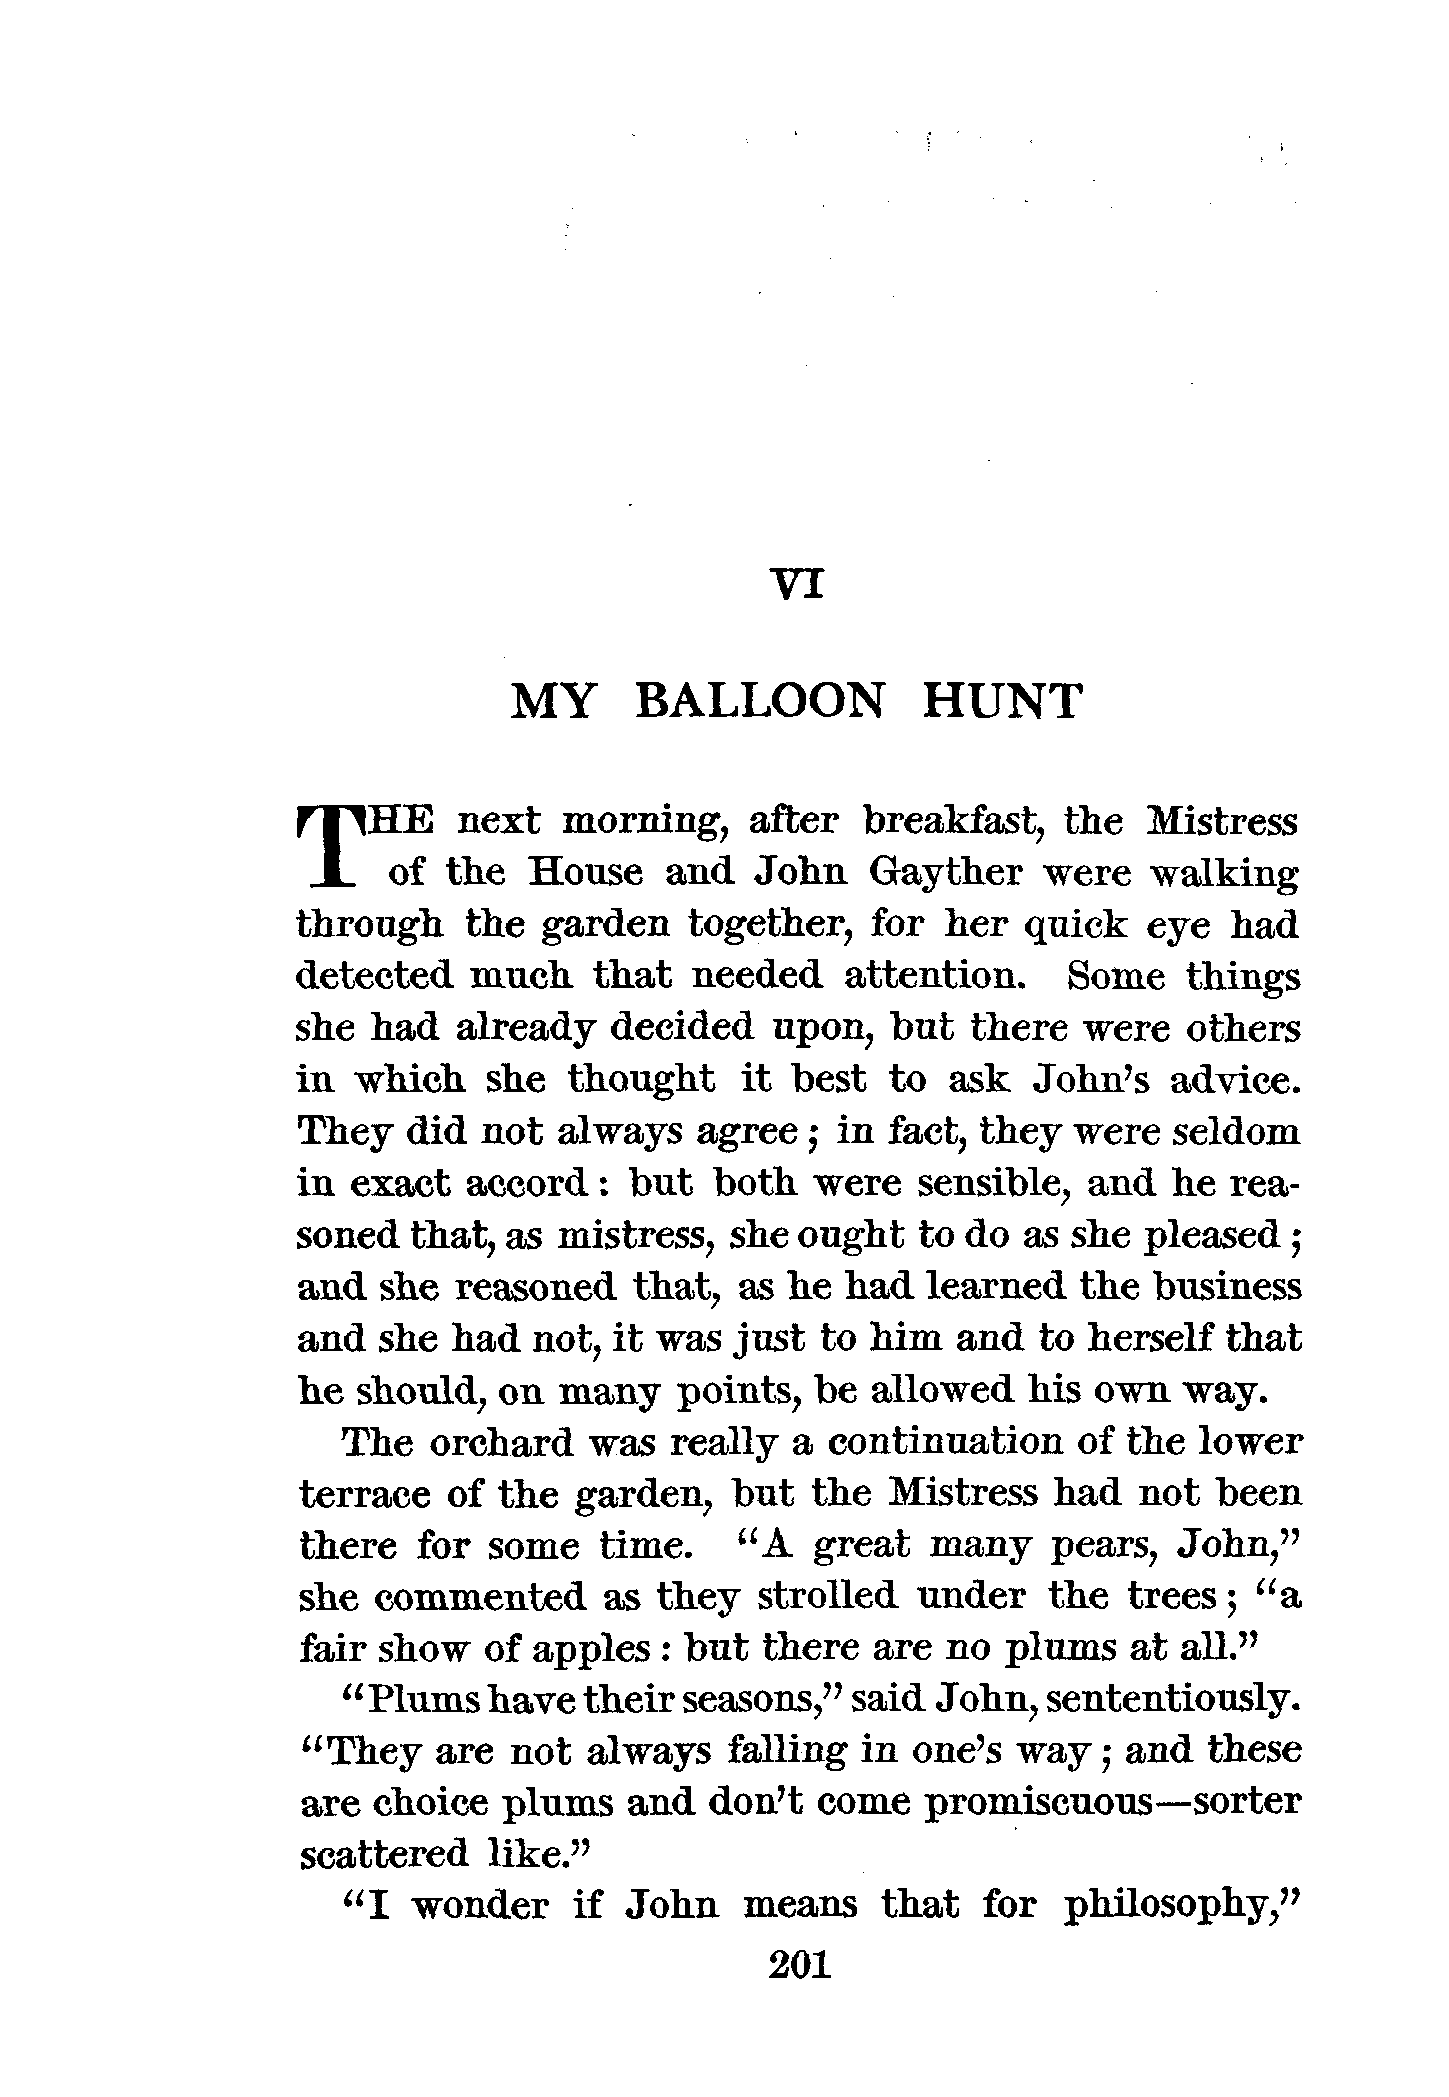 VI
MY BALLOON HUNT
THE next morning, after breakfast, the Mistress
of the House and John Gayther were walking
through the garden together, for her quick eye had
detected much that needed attention. Some things
she had already decided upon, but there were others
in which she thought it best to ask John's advice.
They did not always agree; in fact, they were seldom
in exact accord: but both were sensible, and he rea-
soned that, as mistress, she ought to do as she pleased;
and she reasoned that, as he had learned the business
and she had not, it was just to him and to herself that
he should, on many points, be allowed his own way.
The orchard was really a continuation of the lower
terrace of the garden, but the Mistress had not been
there for some time. "A great many pears, John,"
she commented as they strolled under the trees; "a
fair show of apples: but there are no plums at all."
"Plums have their seasons," said John, sententiously.
"They are not always falling in one's way; and these
are choice plums and don't come promiscuous—sorter
scattered like."
"I wonder if John means that for philosophy,"
201